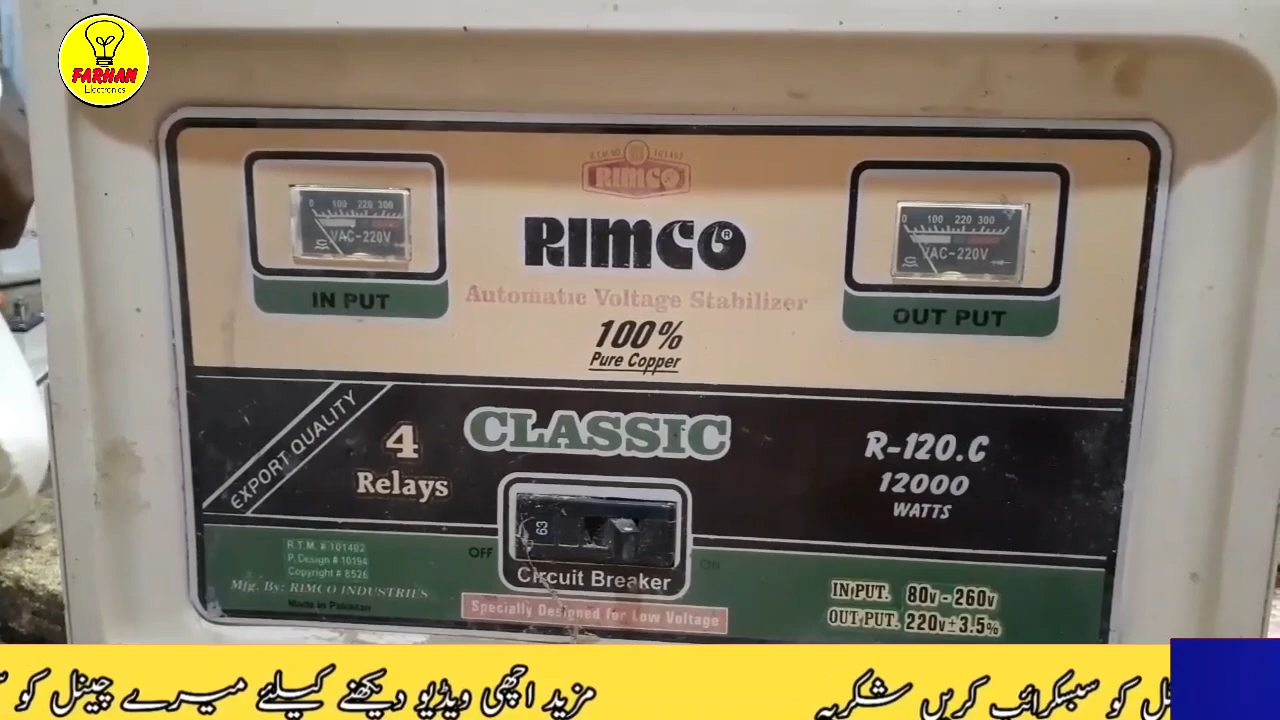 FARHAN
Electronics
R.T.M. NO. 101402
RIMCO
0 100 220 300
VAC-220V
IN PUT
RIMCO®
Automatic Voltage Stabilizer
100%
Pure Copper
0 100 220 300
VAC-220V
OUT PUT
EXPORT QUALITY
4
Relays
CLASSIC
R-120.C
12000
WATTS
63
OFF
ON
Circuit Breaker
R.T.M. # 101402
P.Design # 10194
Copyright # 8526
Mfg. By: RIMCO INDUSTRIES
Made in Pakistan
Specially Designed for Low Voltage
IN PUT. 80v - 260v
OUT PUT. 220v±3.5%
مزید اچھی ویڈیو دیکھنے کیلئے میرے چینل کو
کو سبسکرائب کریں شکریہ